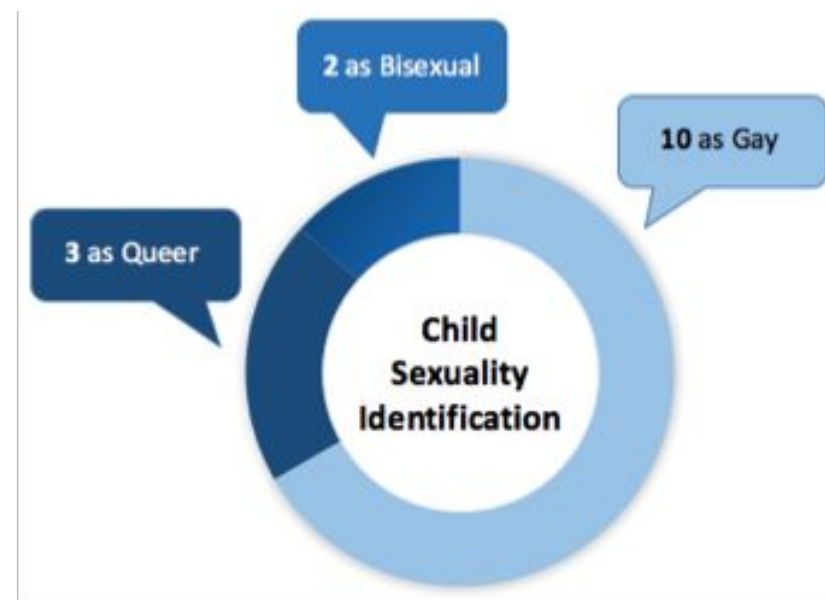 2 as Bisexual
10 as Gay
3 as Queer
Child
Sexuality
Identification